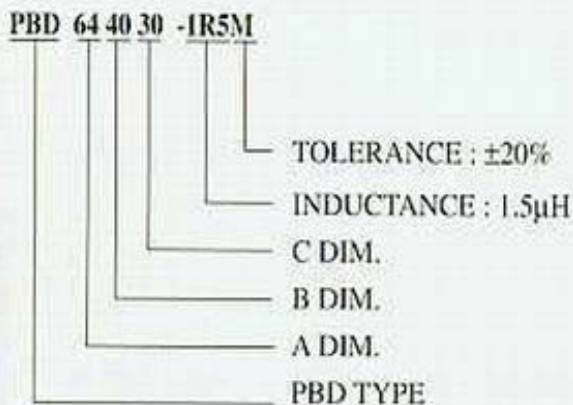 PBD 64 40 30 -1R5M
TOLERANCE : ±20%
INDUCTANCE : 1.5µH
C DIM.
B DIM.
A DIM.
PBD TYPE